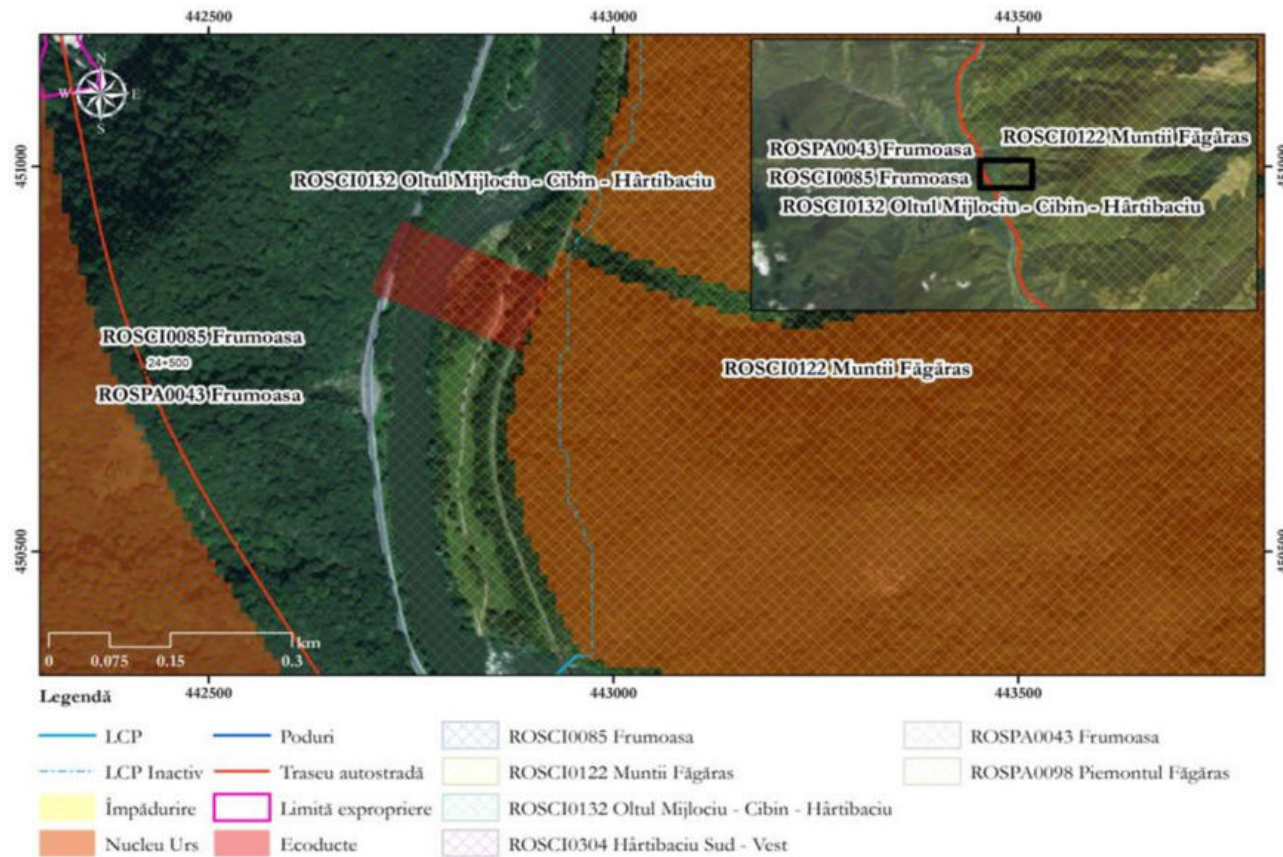 442500
443000
443500
N
W
E
S
451000
ROSCI0132 Oltul Mijlociu - Cibin - Hârtibaciu
ROSPA0043 Frumoasa
ROSCI0122 Muntii Făgăras
ROSCI0085 Frumoasa
ROSCI0132 Oltul Mijlociu - Cibin - Hârtibaciu
451000
ROSCI0085 Frumoasa
24+500
ROSPA0043 Frumoasa
ROSCI0122 Muntii Făgăras
450500
450500
km
0 0.075 0.15 0.3
442500
443000
443500
Legendă
LCP
LCP Inactiv
Împădurire
Nucleu Urs
Poduri
Traseu autostradă
Limită expropriere
Ecoducte
ROSCI0085 Frumoasa
ROSCI0122 Muntii Făgăras
ROSCI0132 Oltul Mijlociu - Cibin - Hârtibaciu
ROSCI0304 Hârtibaciu Sud - Vest
ROSPA0043 Frumoasa
ROSPA0098 Piemontul Făgăras